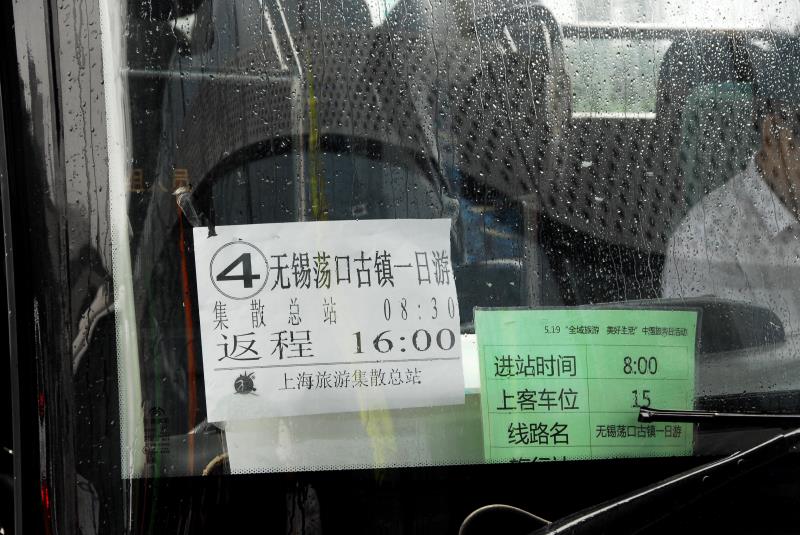 ④无锡荡口古镇一日游
集散总站 08:30
返程 16:00
上海旅游集散总站
5.19 "全域旅游 美好生活" 中国旅游日活动
进站时间 8:00
上客车位 15
线路名 无锡荡口古镇一日游